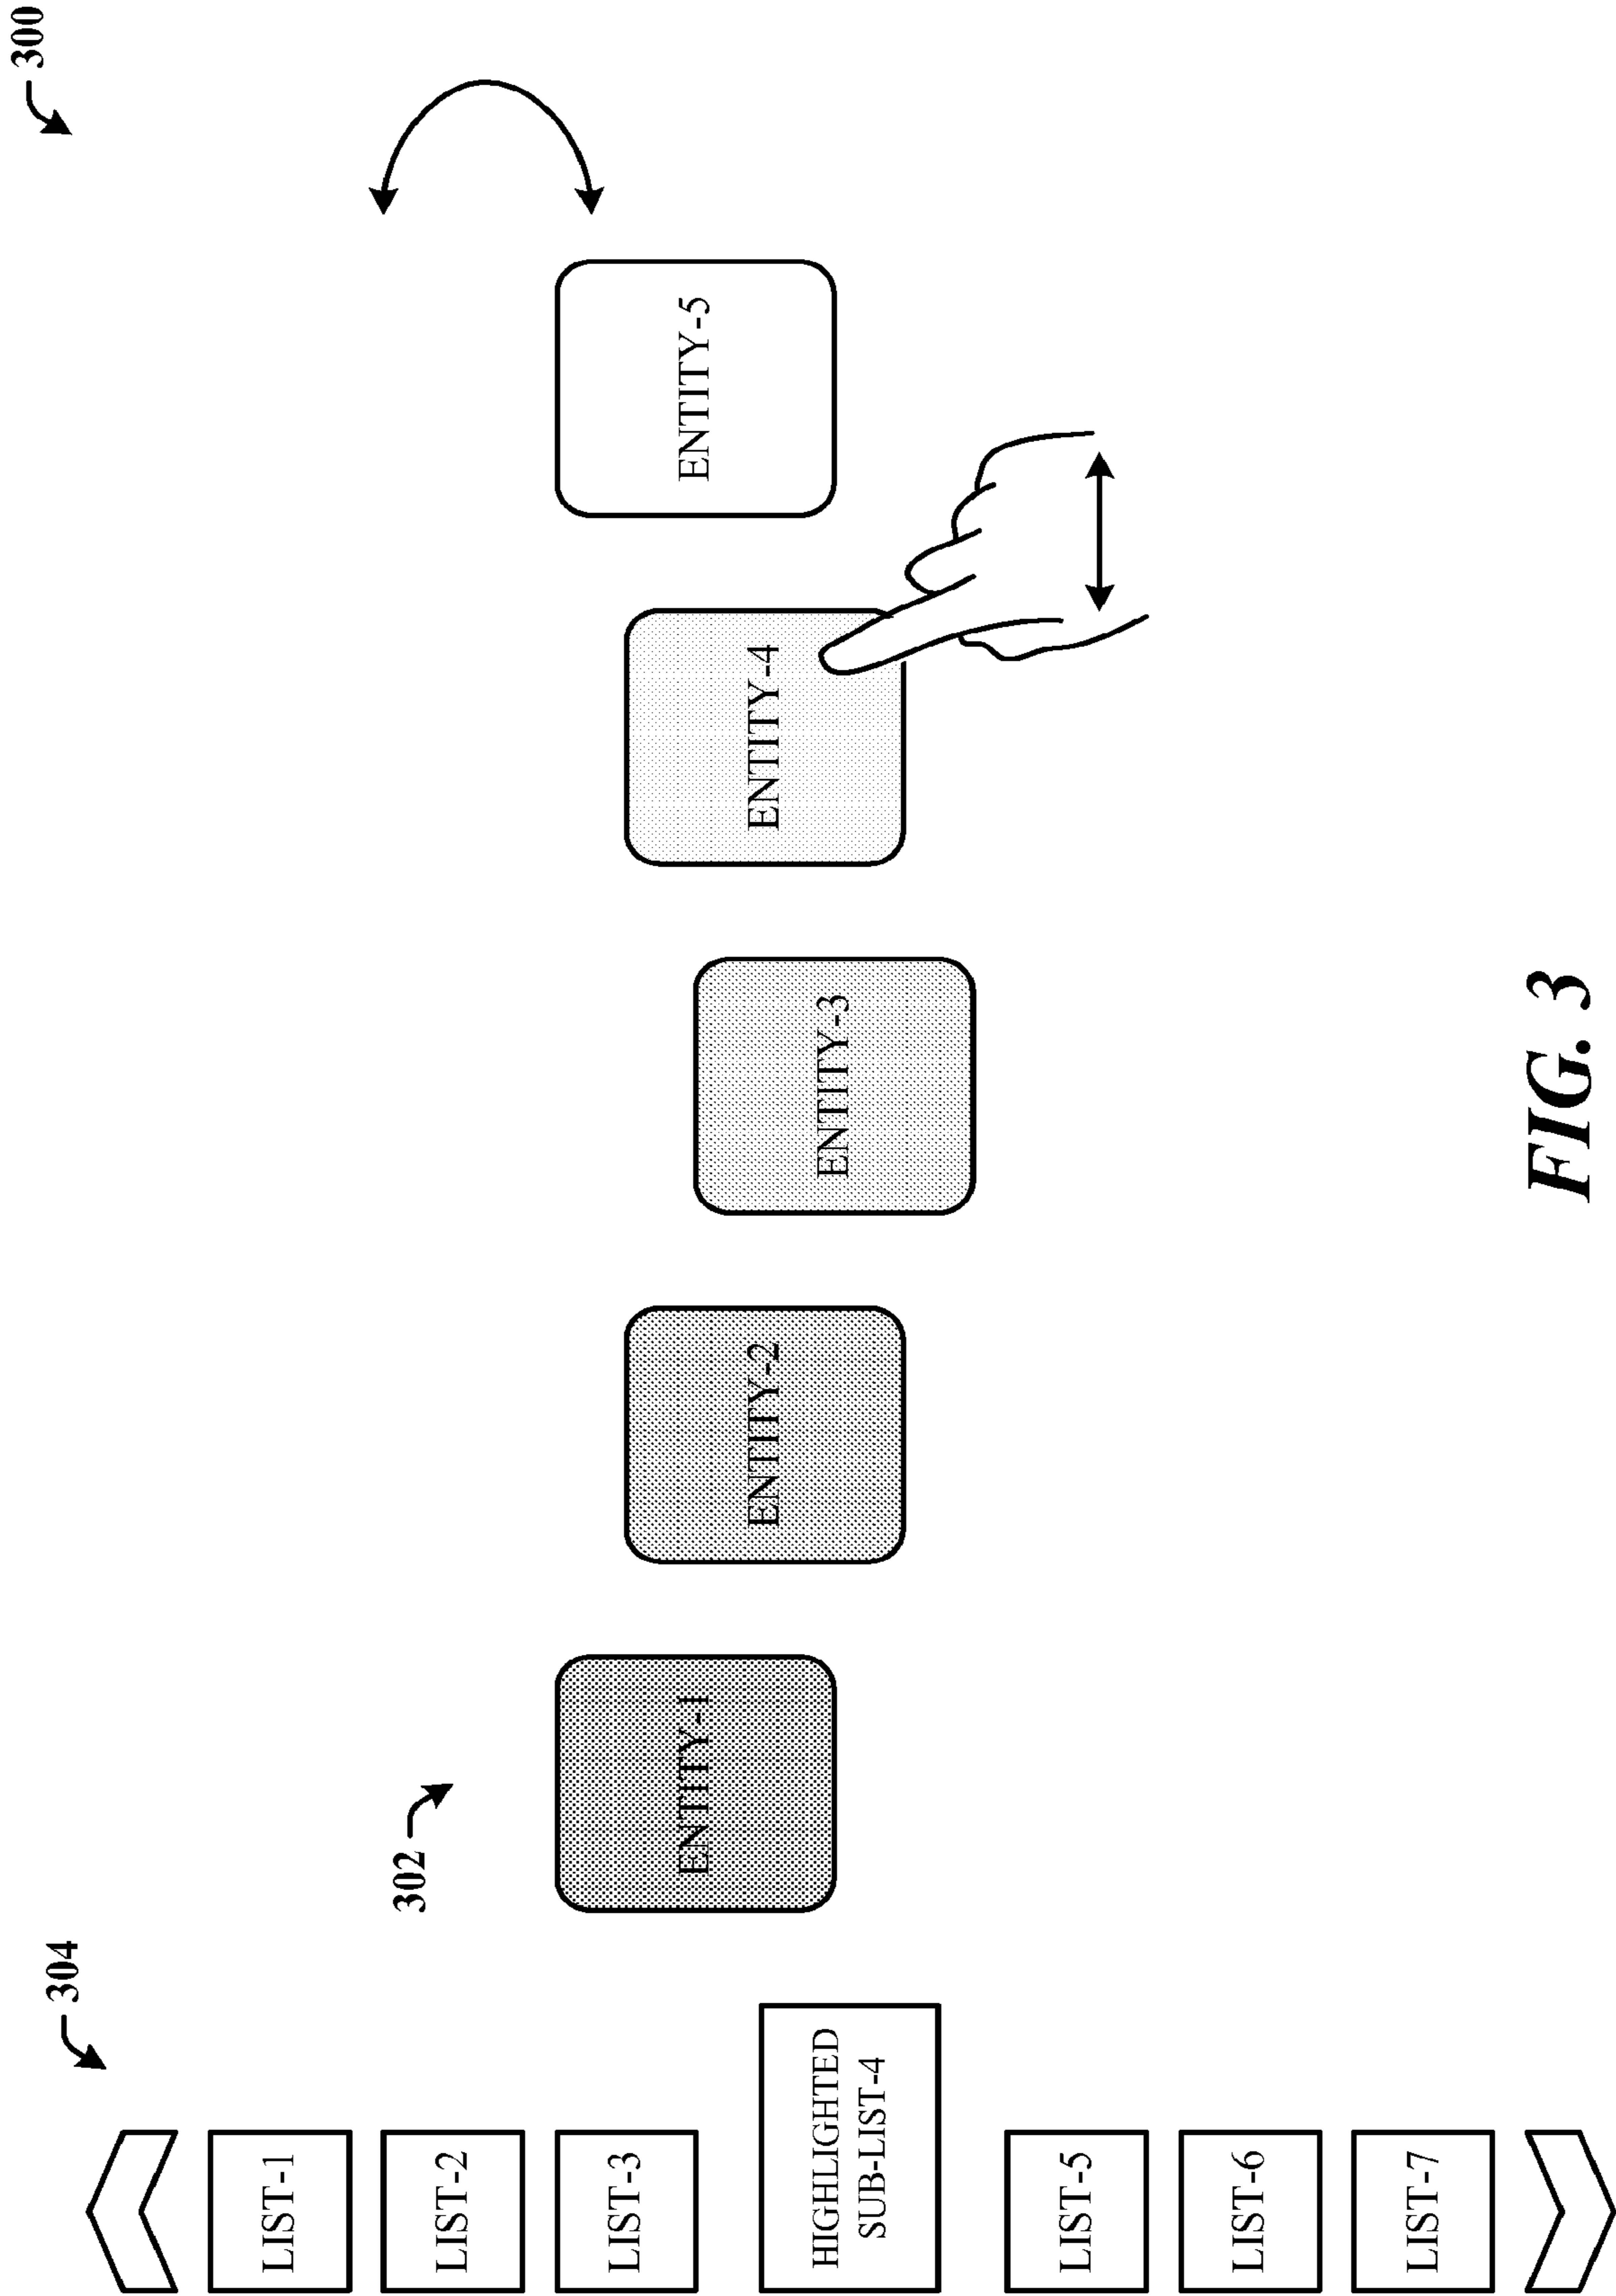 300
304
302
LIST-1
LIST-2
LIST-3
HIGHLIGHTED
SUB-LIST-4
LIST-5
LIST-6
LIST-7
ENTITY-1
ENTITY-2
ENTITY-3
ENTITY-4
ENTITY-5
FIG. 3